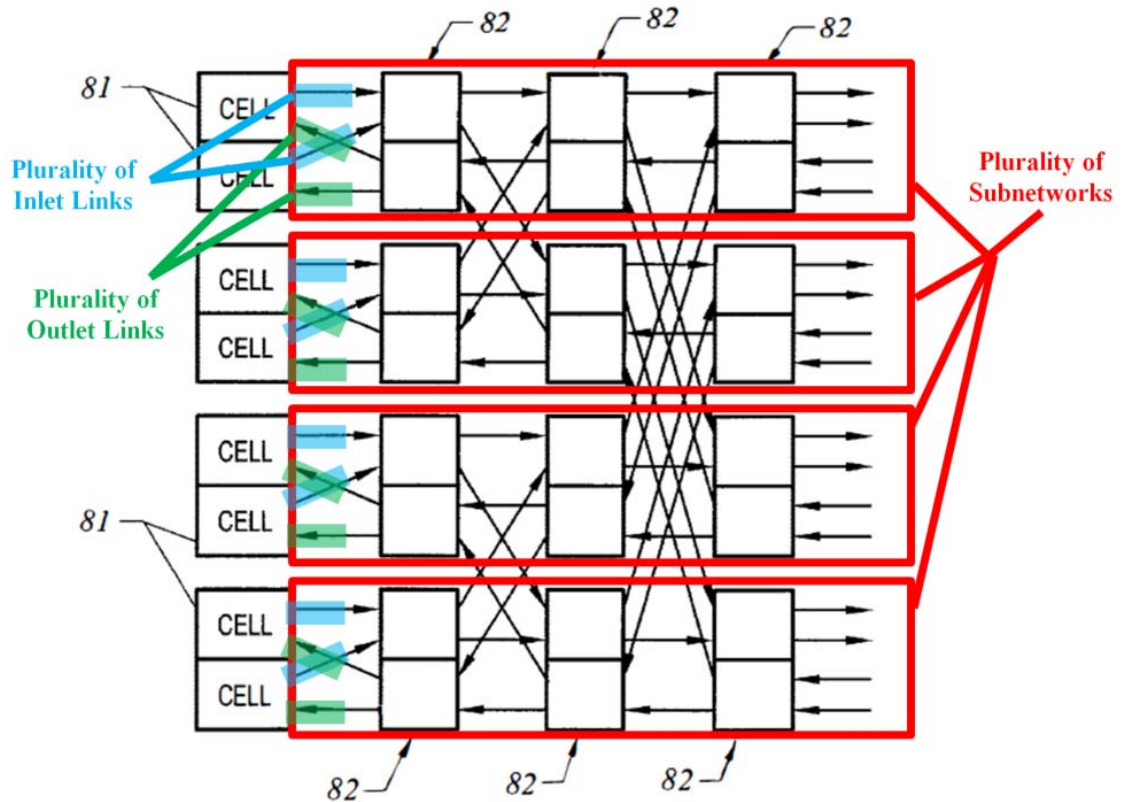 82
82
82
81
CELL
CELL
Plurality of
Inlet Links
Plurality of
Subnetworks
CELL
CELL
Plurality of
Outlet Links
CELL
CELL
81
CELL
CELL
82
82
82